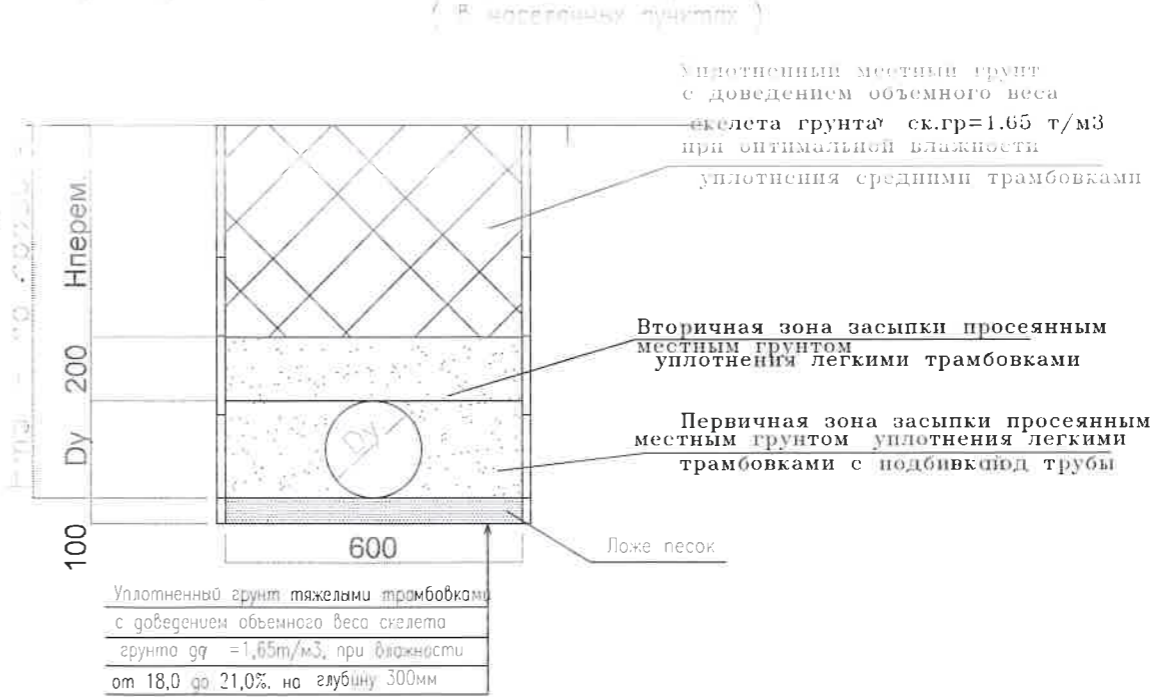 ( в населенных пунктах )
Уплотненный местный грунт
с доведением объемного веса
скелета грунта γ ск.гр=1.65 т/м3
при оптимальной влажности
уплотнения средними трамбовками
Нперем.
200
Dy
100
Dy
600
Вторичная зона засыпки просеянным
местным грунтом
уплотнения легкими трамбовками
Первичная зона засыпки просеянным
местным грунтом уплотнения легкими
трамбовками с трубы
Ложе песок
Уплотненный грунт тяжелыми трамбовками
с доведением объемного веса скелета
грунта =1,65т/м3, при влажности
от 18,0 до 21,0%. на глубину 300мм